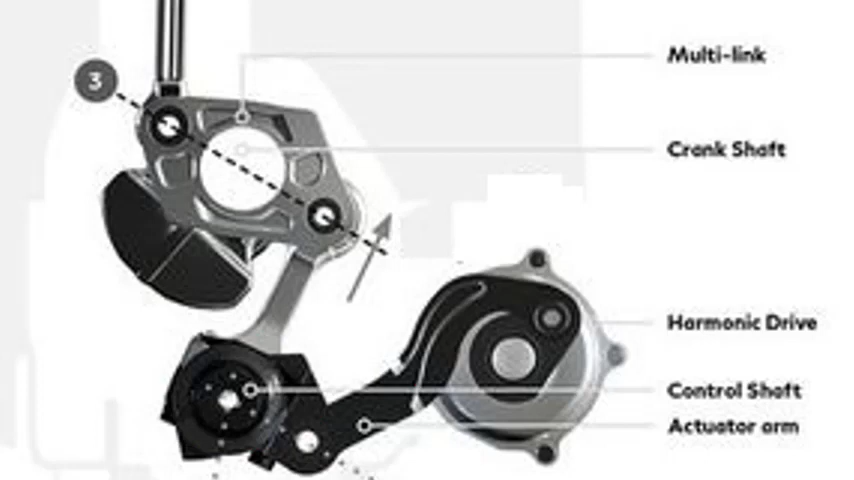 Multi-link
3
Crank Shaft
Harmonic Drive
Control Shaft
Actuator arm